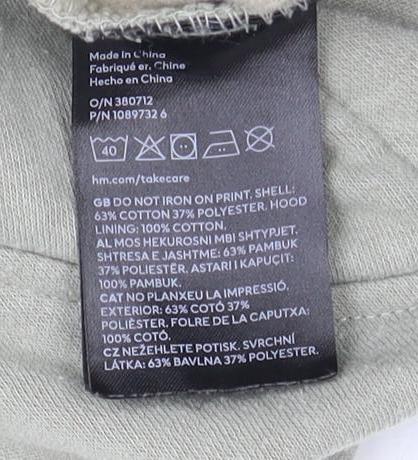 Made in China
Fabriqué en Chine
Hecho en China
O/N 380712
P/N 1089732 6
40
hm.com/takecare
GB DO NOT IRON ON PRINT. SHELL:
63% COTTON 37% POLYESTER. HOOD
LINING: 100% COTTON.
AL MOS HEKUROSNI MBI SHTYPJET.
SHTRESA E JASHTME: 63% PAMBUK
37% POLIESTËR. ASTARI I KAPUÇIT:
100% PAMBUK.
CAT NO PLANXEU LA IMPRESSIÓ.
EXTERIOR: 63% COTÓ 37%
POLIÈSTER. FOLRE DE LA CAPUTXA:
100% COTÓ.
CZ NEŽEHLETE POTISK. SVRCHNÍ
LÁTKA: 63% BAVLNA 37% POLYESTER.